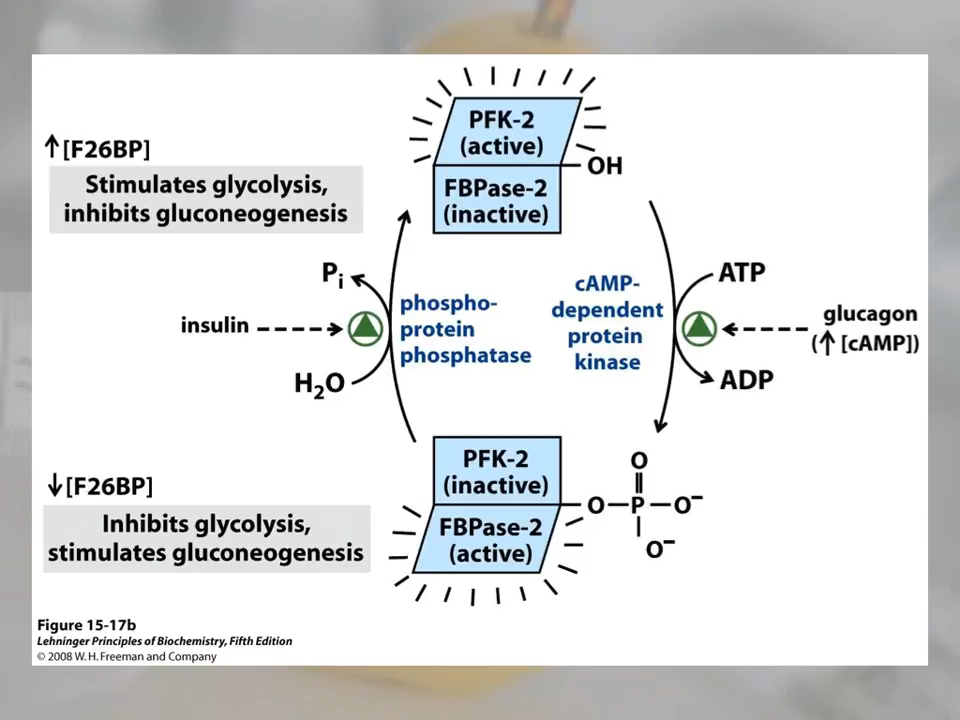 PFK-2
(active)
↑[F26BP]
OH
Stimulates glycolysis,
inhibits gluconeogenesis
FBPase-2
(inactive)
Pi
cAMP-
dependent
protein
kinase
ATP
phospho-
protein
phosphatase
insulin
glucagon
(↑ [cAMP])
H₂O
ADP
PFK-2
(inactive)
O
↓[F26BP]
O—P—O⁻
Inhibits glycolysis,
stimulates gluconeogenesis
FBPase-2
(active)
O⁻
Figure 15-17b
Lehninger Principles of Biochemistry, Fifth Edition
© 2008 W. H. Freeman and Company